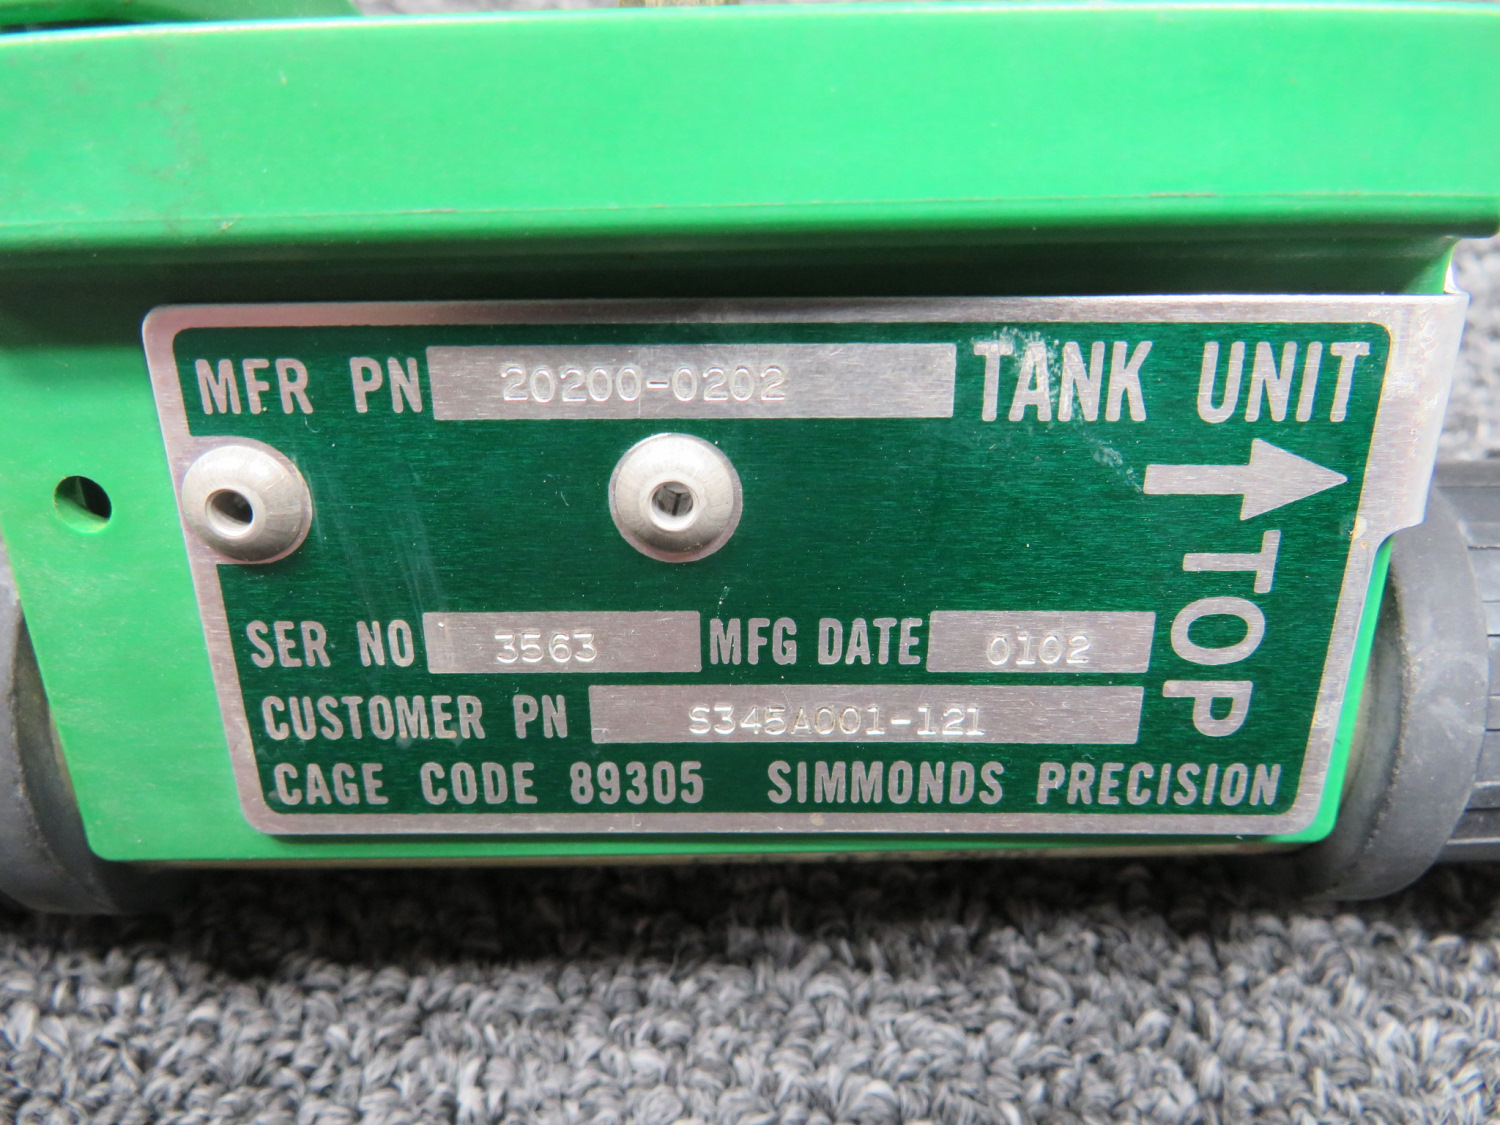 MFR PN 20200-0202 TANK UNIT
TOP
SER NO 3563 MFG DATE 0102
CUSTOMER PN S345A001-121
CAGE CODE 89305 SIMMONDS PRECISION